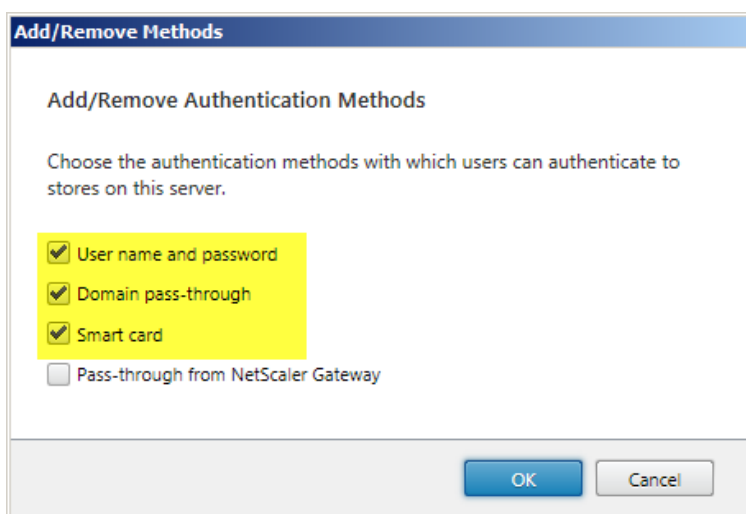 Add/Remove Methods
Add/Remove Authentication Methods
Choose the authentication methods with which users can authenticate to
stores on this server.
User name and password
Domain pass-through
Smart card
Pass-through from NetScaler Gateway
OK
Cancel